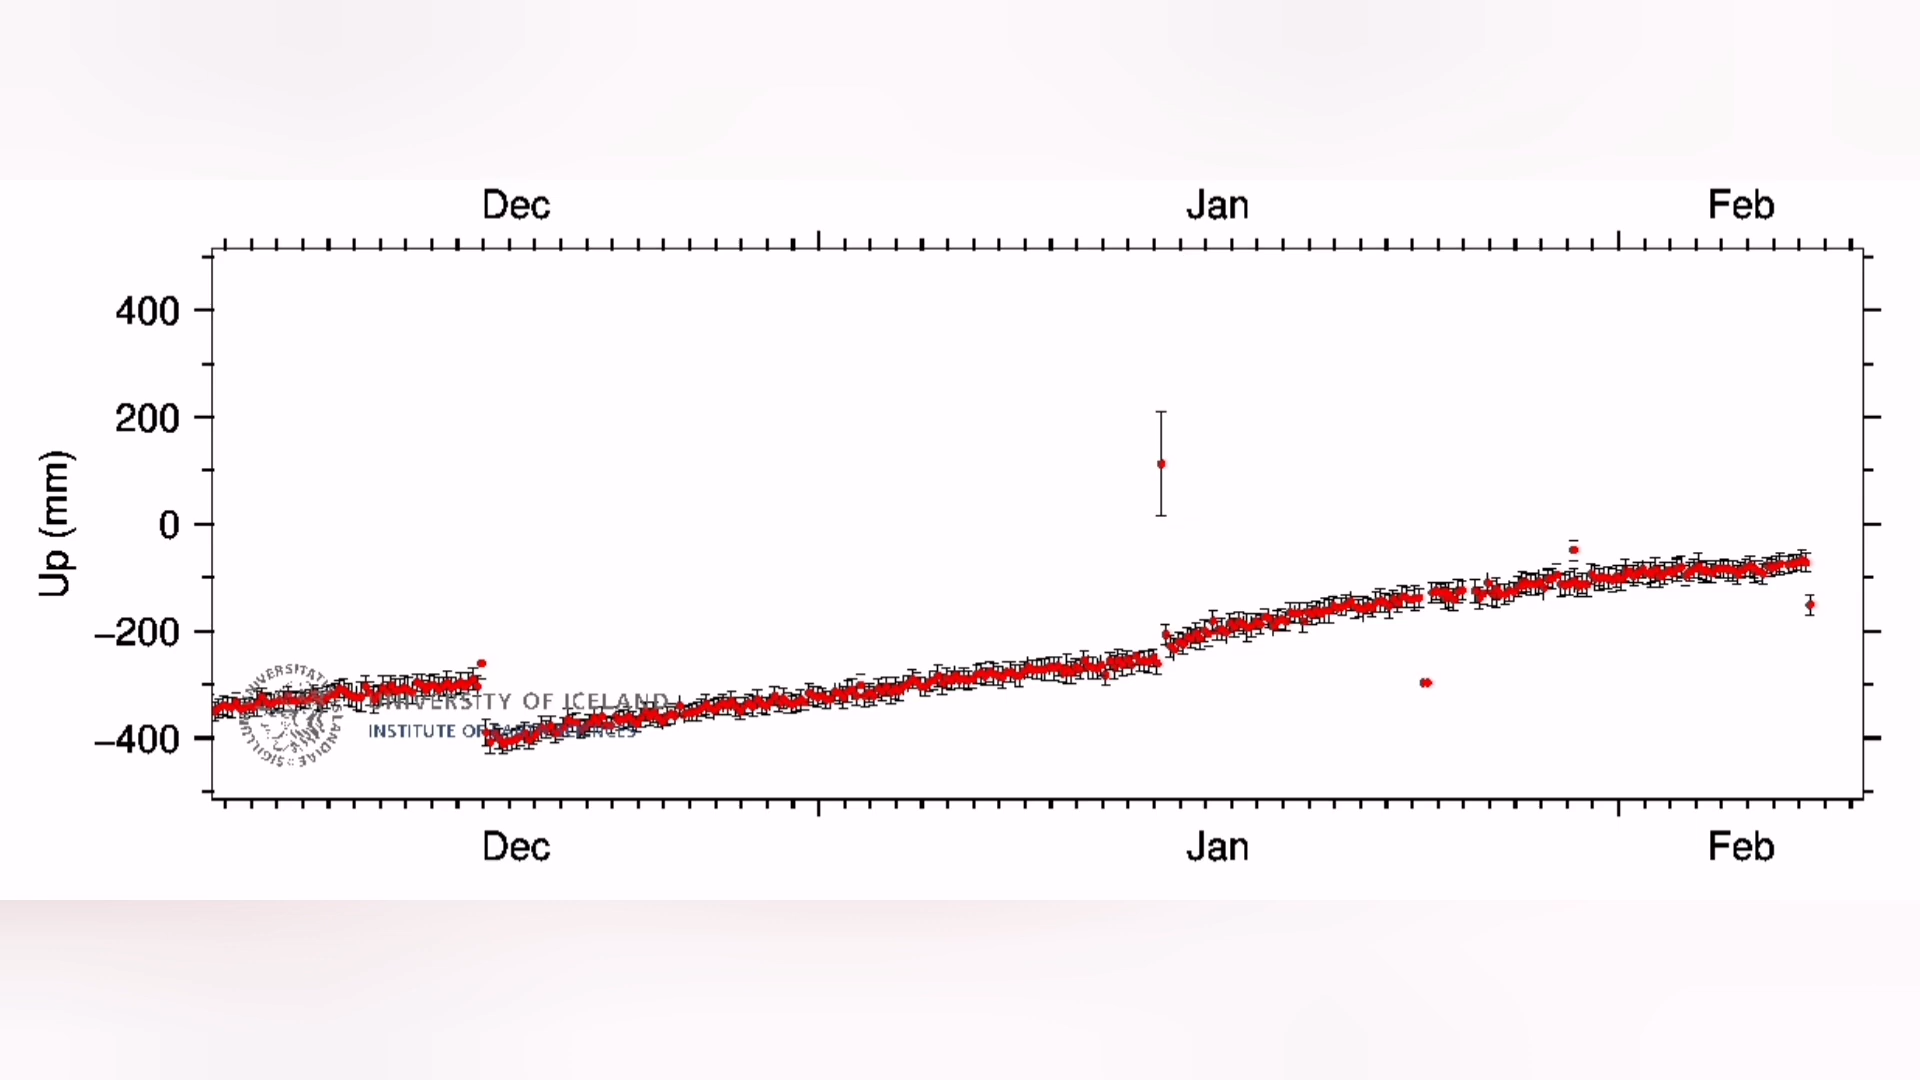 Dec Jan Feb
400
200
0
−200
−400
Up (mm)
UNIVERSITY OF ICELAND
INSTITUTE OF
Dec Jan Feb